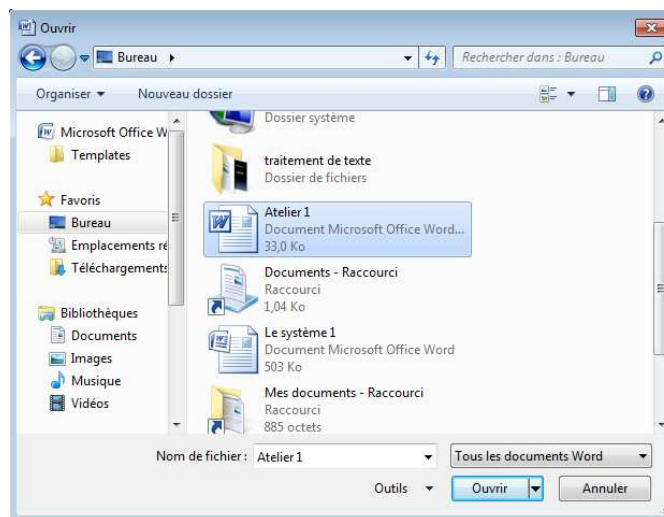 Ouvrir
Bureau
Rechercher dans : Bureau
Organiser
Nouveau dossier
Microsoft Office W
Templates
Favoris
Bureau
Emplacements ré
Téléchargements
Bibliothèques
Documents
Images
Musique
Vidéos
Dossier système
traitement de texte
Dossier de fichiers
Atelier 1
Document Microsoft Office Word...
33,0 Ko
Documents - Raccourci
Raccourci
1,04 Ko
Le système 1
Document Microsoft Office Word
503 Ko
Mes documents - Raccourci
Raccourci
885 octets
Nom de fichier : Atelier 1
Tous les documents Word
Outils
Ouvrir
Annuler